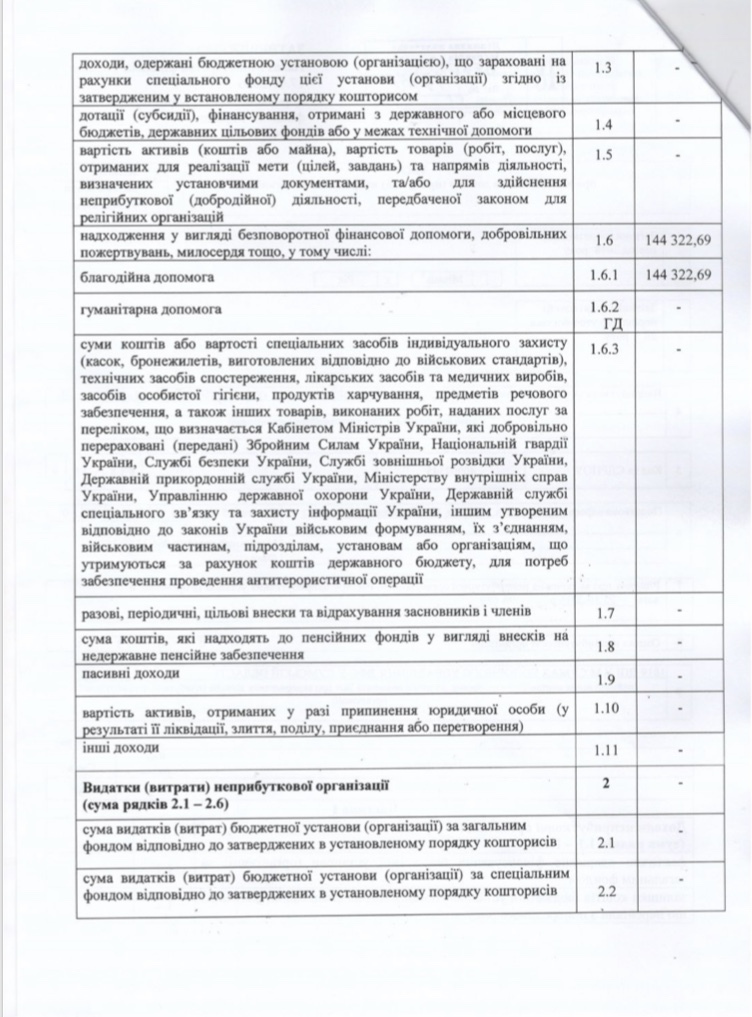 доходи, одержані бюджетною установою (організацією), що зараховані на
рахунки спеціального фонду цієї установи (організації) згідно із
затвердженим у встановленому порядку кошторисом
1.3
-
дотації (субсидії), фінансування, отримані з державного або місцевого
бюджетів, державних цільових фондів або у межах технічної допомоги
1.4
-
вартість активів (коштів або майна), вартість товарів (робіт, послуг),
отриманих для реалізації мети (цілей, завдань) та напрямів діяльності,
визначених установчими документами, та/або для здійснення
неприбуткової (добродійної) діяльності, передбаченої законом для
релігійних організацій
1.5
-
надходження у вигляді безповоротної фінансової допомоги, добровільних
пожертвувань, милосердя тощо, у тому числі:
1.6
144 322,69
благодійна допомога
1.6.1
144 322,69
гуманітарна допомога
1.6.2
ГД
-
суми коштів або вартості спеціальних засобів індивідуального захисту
(касок, бронежилетів, виготовлених відповідно до військових стандартів),
технічних засобів спостереження, лікарських засобів та медичних виробів,
засобів особистої гігієни, продуктів харчування, предметів речового
забезпечення, а також інших товарів, виконаних робіт, наданих послуг за
переліком, що визначається Кабінетом Міністрів України, які добровільно
перераховані (передані) Збройним Силам України, Національній гвардії
України, Службі безпеки України, Службі зовнішньої розвідки України,
Державній прикордонній службі України, Міністерству внутрішніх справ
України, Управлінню державної охорони України, Державній службі
спеціального зв’язку та захисту інформації України, іншим утвореним
відповідно до законів України військовим формуванням, їх з’єднанням,
військовим частинам, підрозділам, установам або організаціям, що
утримуються за рахунок коштів державного бюджету, для потреб
забезпечення проведення антитерористичної операції
1.6.3
-
разові, періодичні, цільові внески та відрахування засновників і членів
1.7
-
сума коштів, які надходять до пенсійних фондів у вигляді внесків на
недержавне пенсійне забезпечення
1.8
-
пасивні доходи
1.9
-
вартість активів, отриманих у разі припинення юридичної особи (у
результаті її ліквідації, злиття, поділу, приєднання або перетворення)
1.10
-
інші доходи
1.11
-
Видатки (витрати) неприбуткової організації
(сума рядків 2.1 – 2.6)
2
-
сума видатків (витрат) бюджетної установи (організації) за загальним
фондом відповідно до затверджених в установленому порядку кошторисів
2.1
-
сума видатків (витрат) бюджетної установи (організації) за спеціальним
фондом відповідно до затверджених в установленому порядку кошторисів
2.2
-